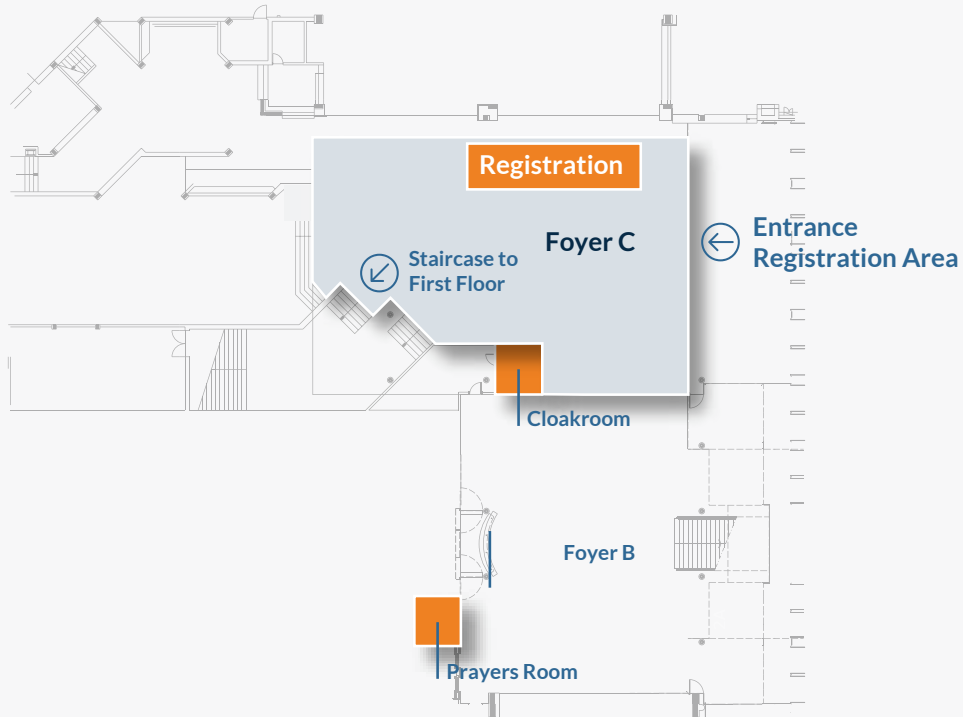 Registration
Foyer C
Entrance
Registration Area
Staircase to
First Floor
Cloakroom
Foyer B
Prayers Room